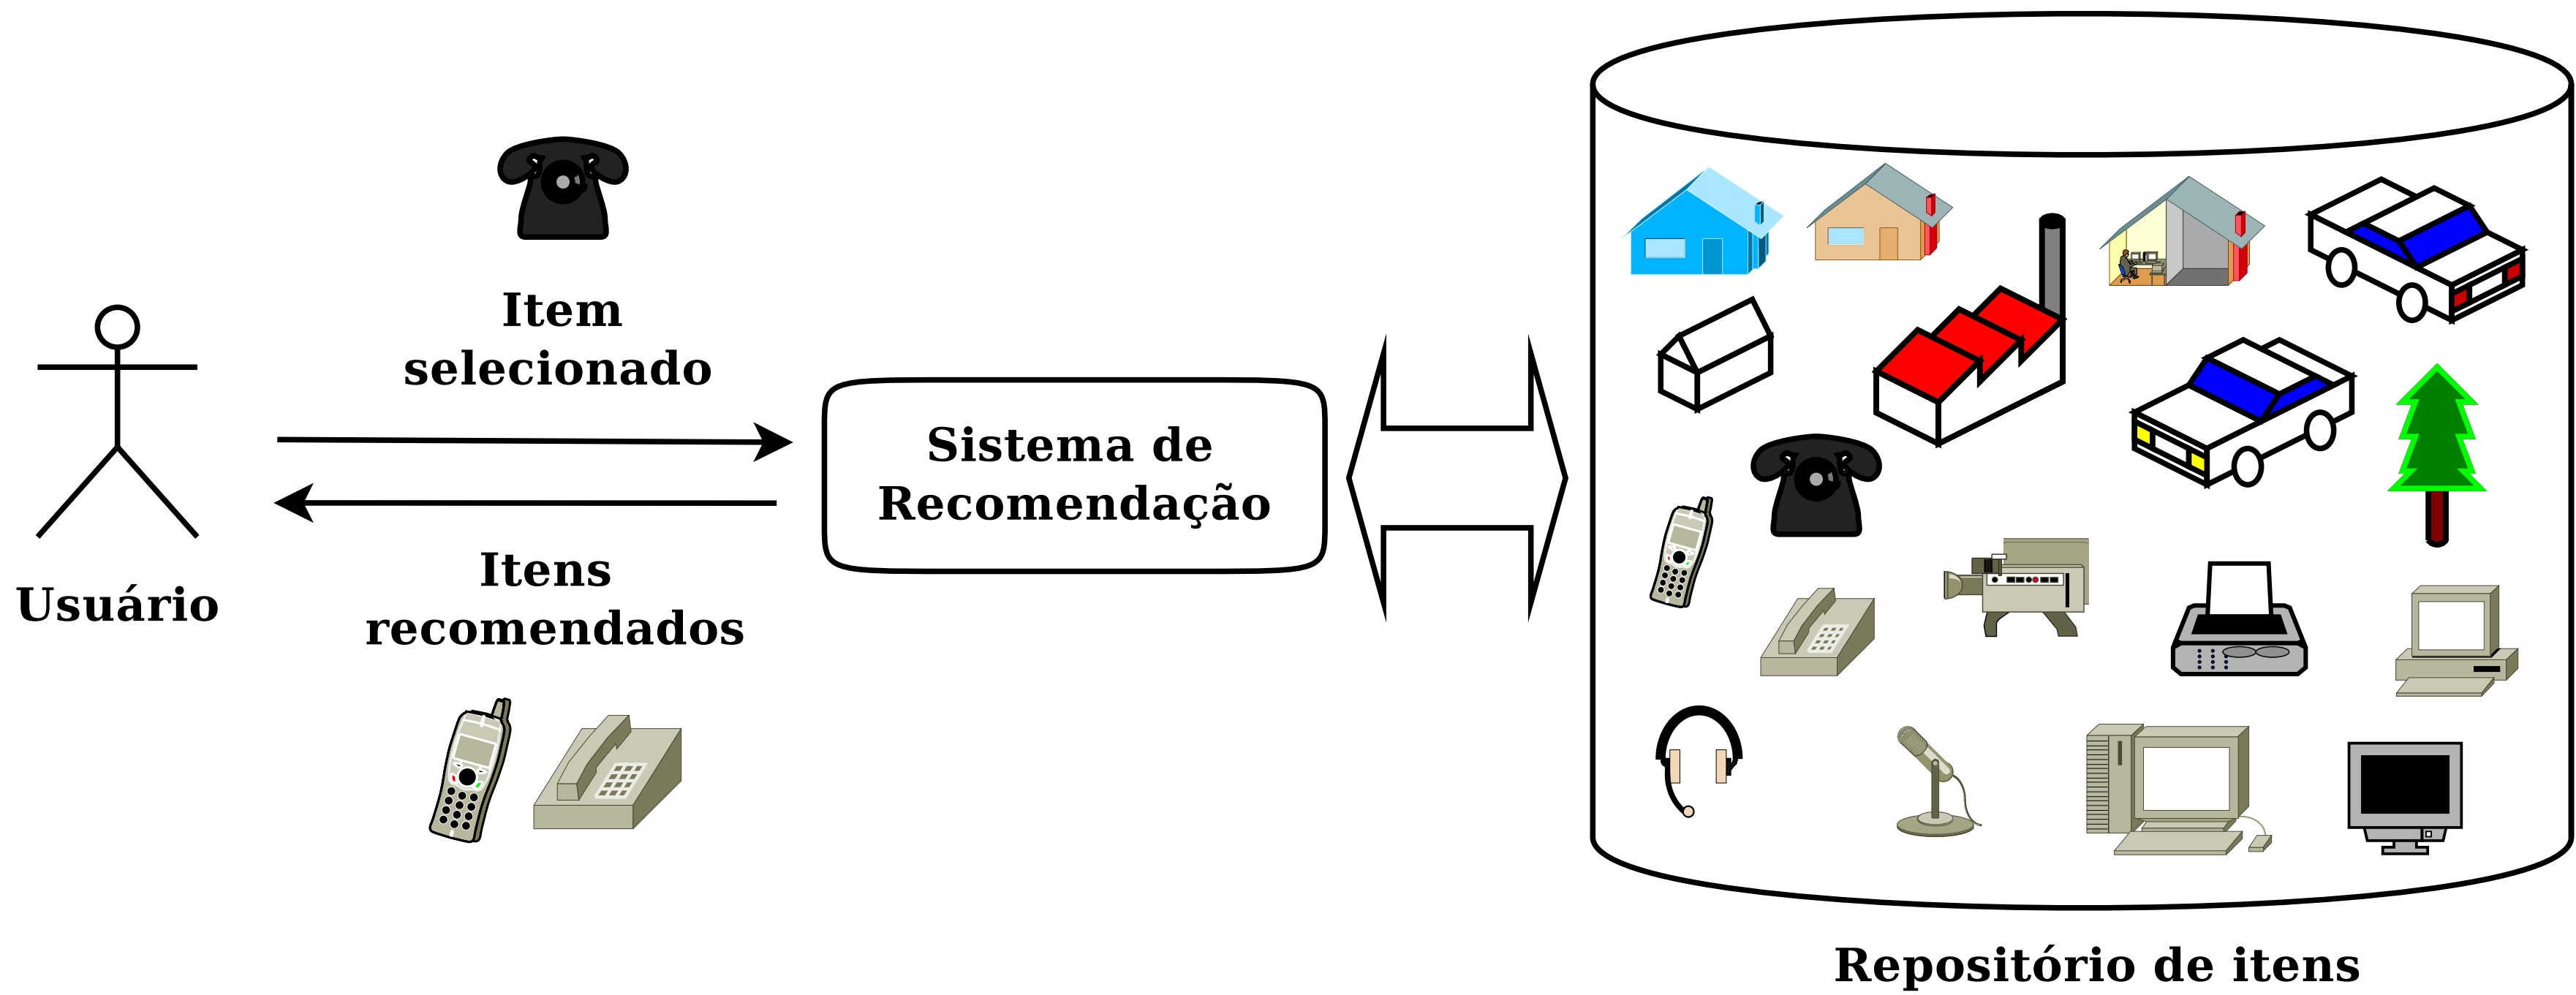 Item
selecionado
Usuário
Itens
recomendados
Sistema de
Recomendação
Repositório de itens